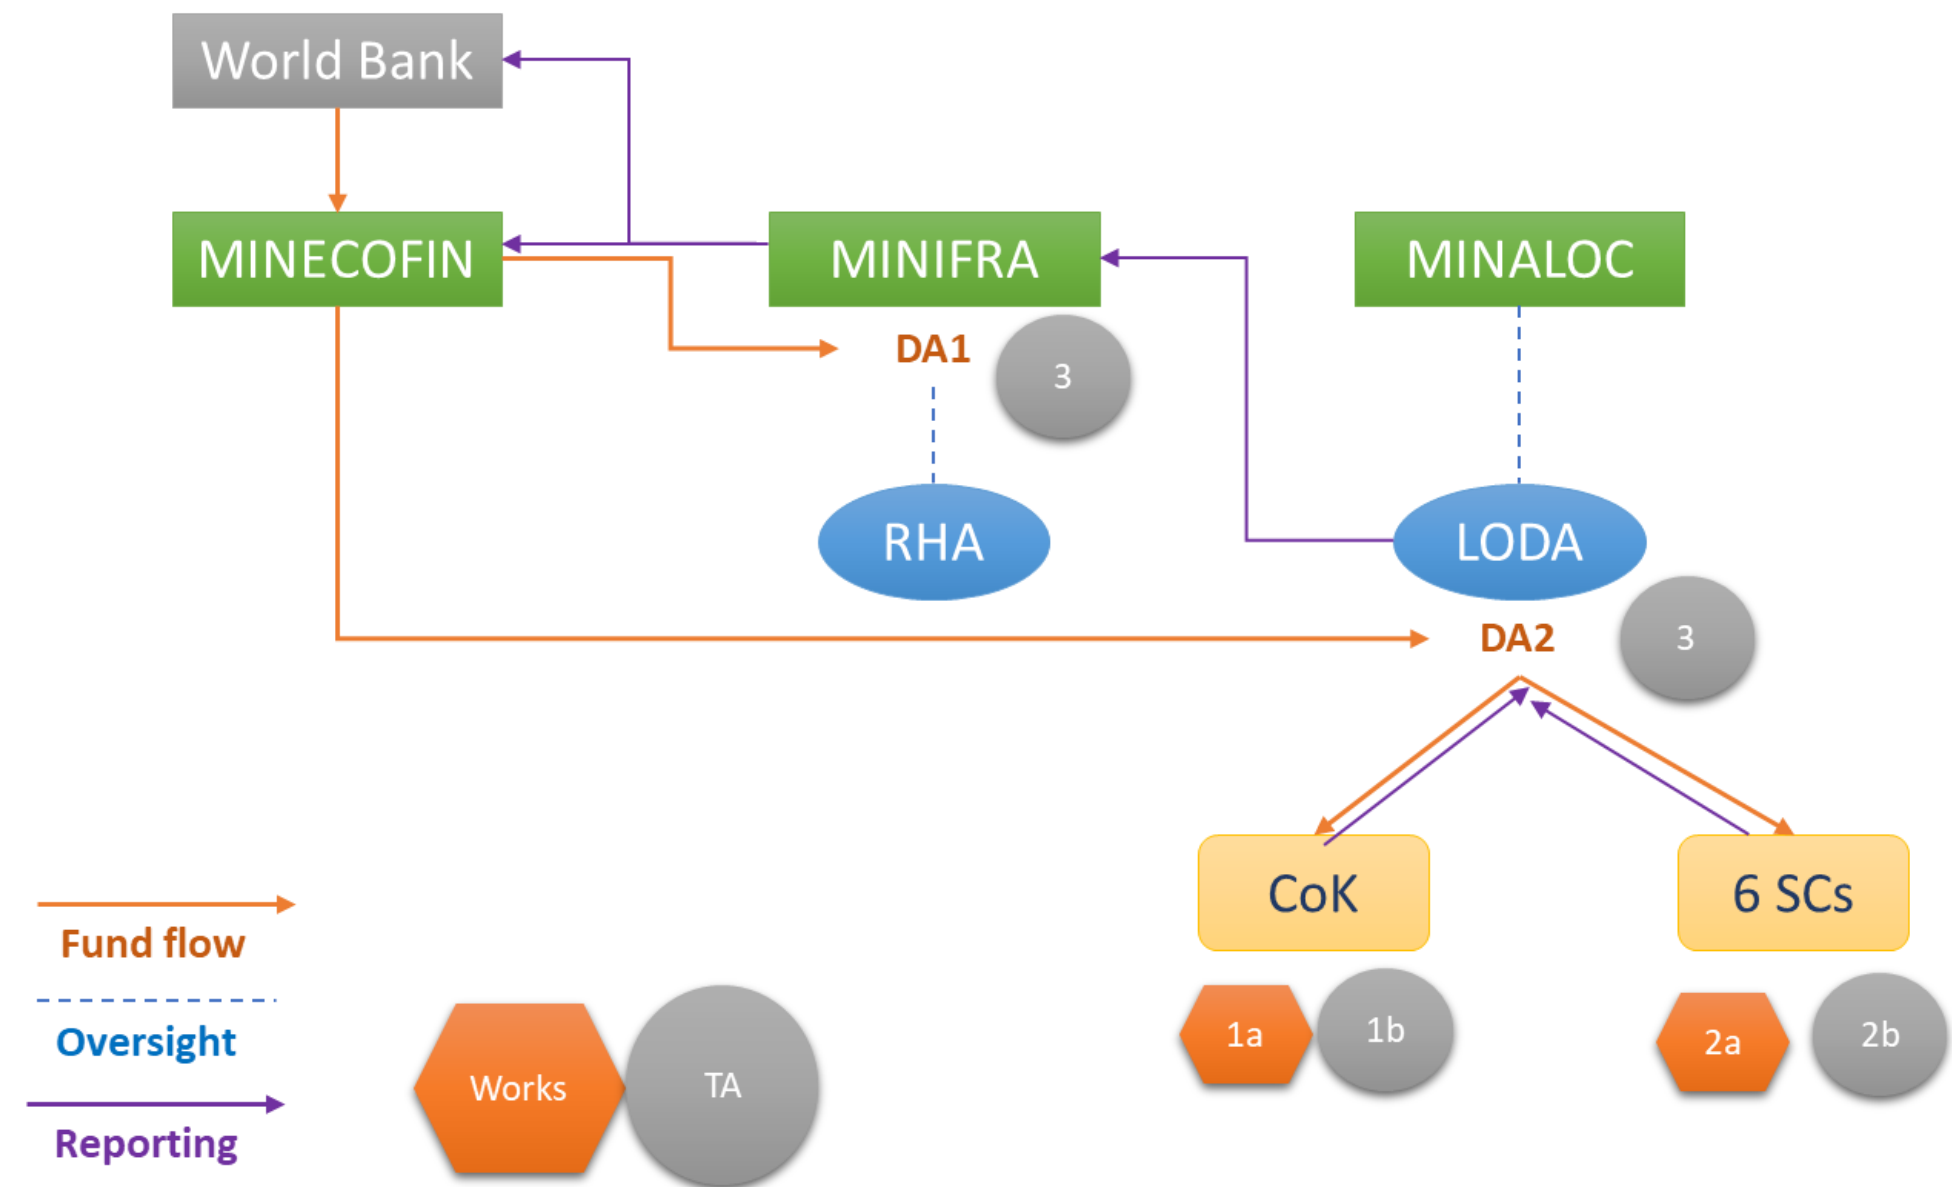 World Bank
MINECOFIN
MINIFRA
MINALOC
DA1
3
RHA
LODA
DA2
3
CoK
6 SCs
Fund flow
Oversight
Reporting
Works
TA
1a
1b
2a
2b